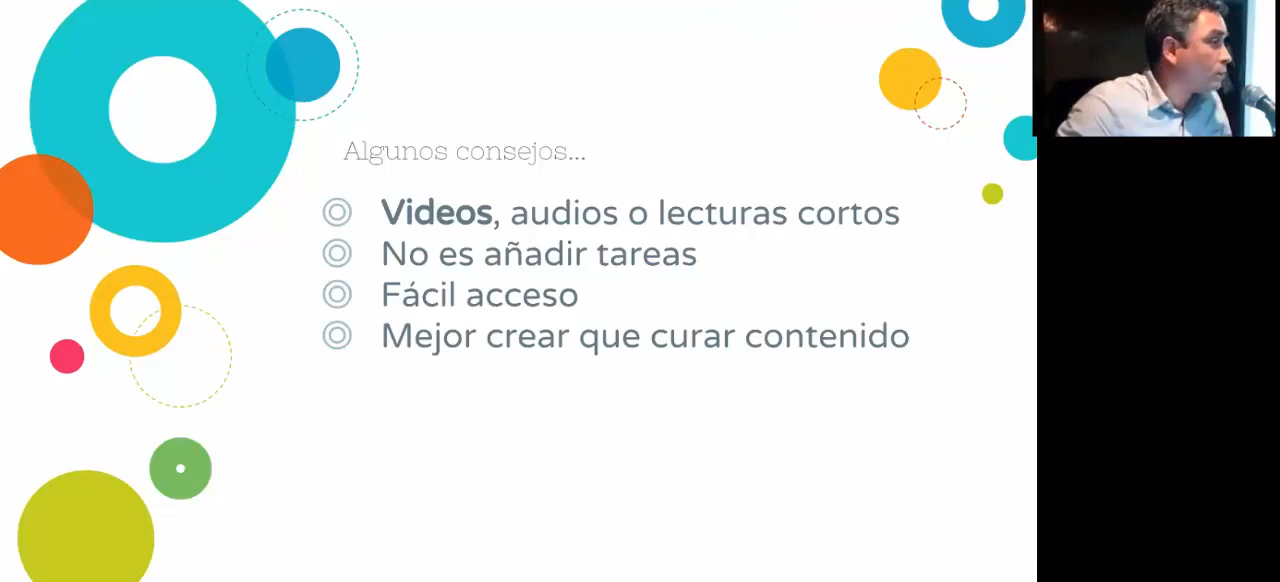 Algunos consejos...
Videos, audios o lecturas cortos
No es añadir tareas
Fácil acceso
Mejor crear que curar contenido